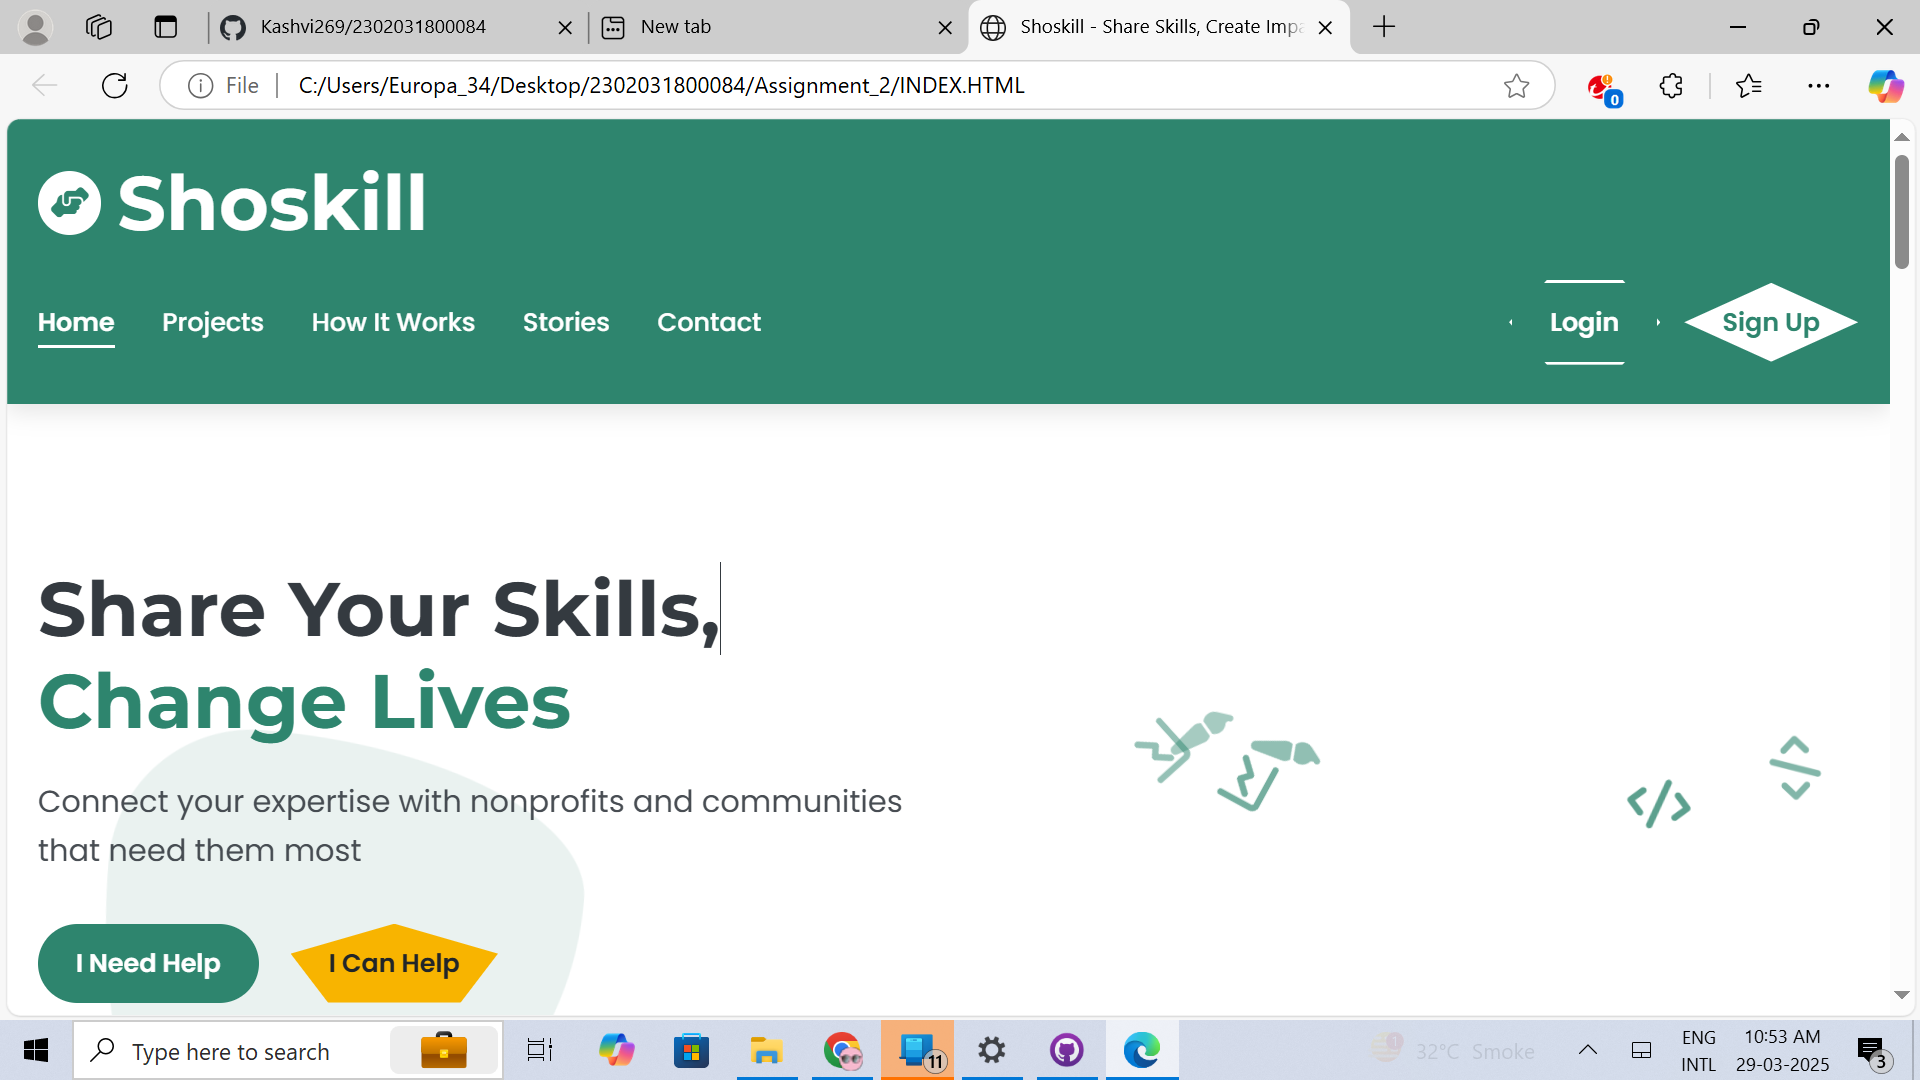 Kashvi269/2302031800084
New tab
Shoskill - Share Skills, Create Impa
File
C:/Users/Europa_34/Desktop/2302031800084/Assignment_2/INDEX.HTML
0
Shoskill
Home
Projects
How It Works
Stories
Contact
Login
Sign Up
Share Your Skills,
Change Lives
Connect your expertise with nonprofits and communities
that need them most
</>
I Need Help
I Can Help
Type here to search
11
1
32°C Smoke
ENG
INTL
10:53 AM
29-03-2025
3